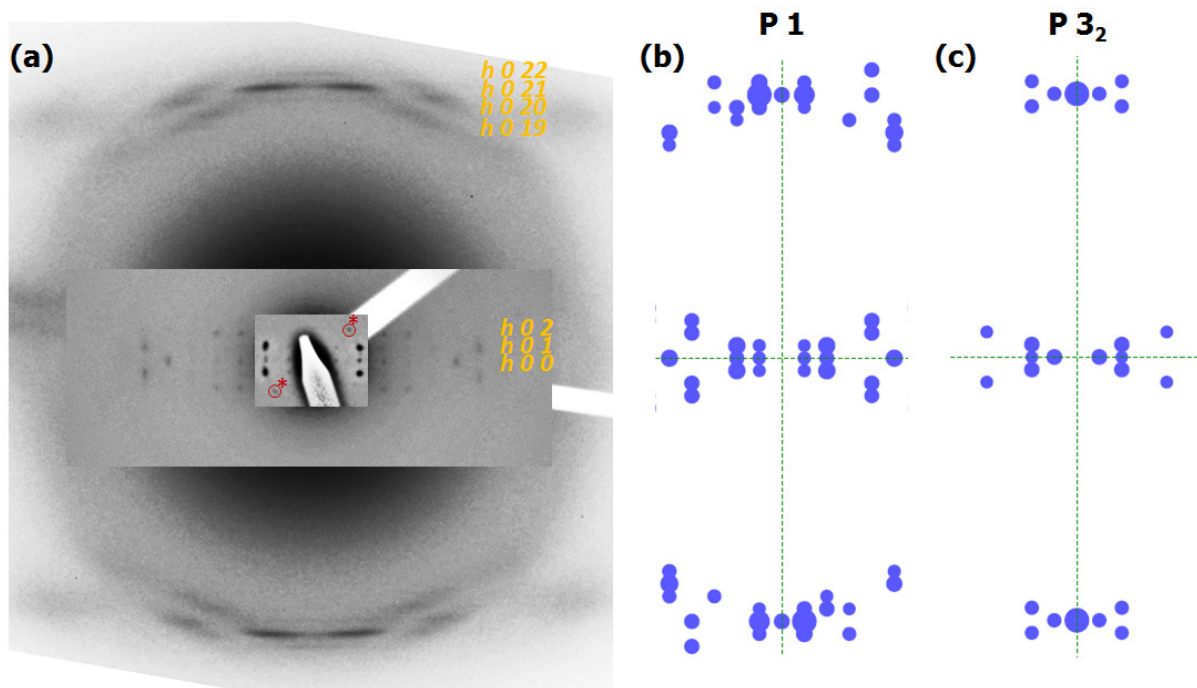 (a)
h 0 22
h 0 21
h 0 20
h 0 19
h 0 2
h 0 1
h 0 0
*
*
P 1
(b)
P 3₂
(c)